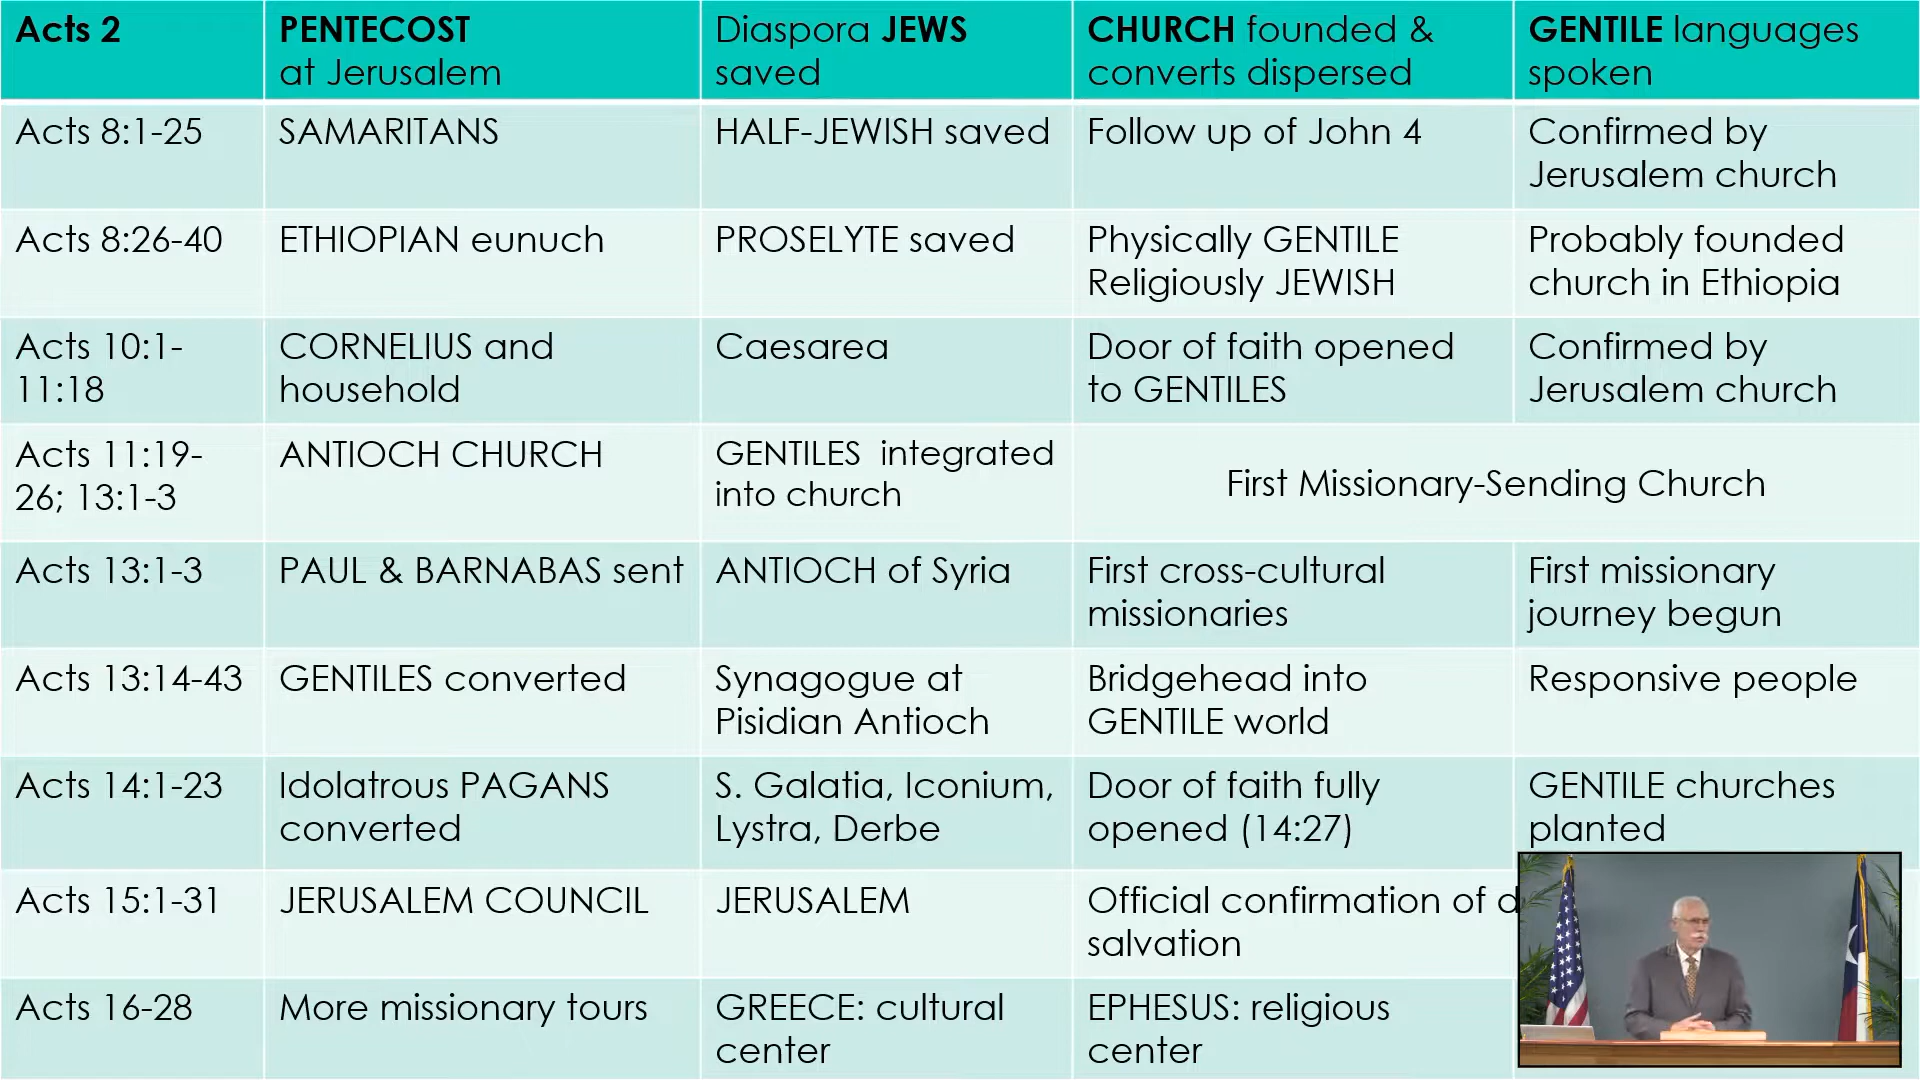 Acts 2
PENTECOST
at Jerusalem
Diaspora JEWS
saved
CHURCH founded &
converts dispersed
GENTILE languages
spoken
Acts 8:1-25
SAMARITANS
HALF-JEWISH saved
Follow up of John 4
Confirmed by
Jerusalem church
Acts 8:26-40
ETHIOPIAN eunuch
PROSELYTE saved
Physically GENTILE
Religiously JEWISH
Probably founded
church in Ethiopia
Acts 10:1-
11:18
CORNELIUS and
household
Caesarea
Door of faith opened
to GENTILES
Confirmed by
Jerusalem church
Acts 11:19-
26; 13:1-3
ANTIOCH CHURCH
GENTILES integrated
into church
First Missionary-Sending Church
Acts 13:1-3
PAUL & BARNABAS sent
ANTIOCH of Syria
First cross-cultural
missionaries
First missionary
journey begun
Acts 13:14-43
GENTILES converted
Synagogue at
Pisidian Antioch
Bridgehead into
GENTILE world
Responsive people
Acts 14:1-23
Idolatrous PAGANS
converted
S. Galatia, Iconium,
Lystra, Derbe
Door of faith fully
opened (14:27)
GENTILE churches
planted
Acts 15:1-31
JERUSALEM COUNCIL
JERUSALEM
Official confirmation of
salvation
Acts 16-28
More missionary tours
GREECE: cultural
center
EPHESUS: religious
center